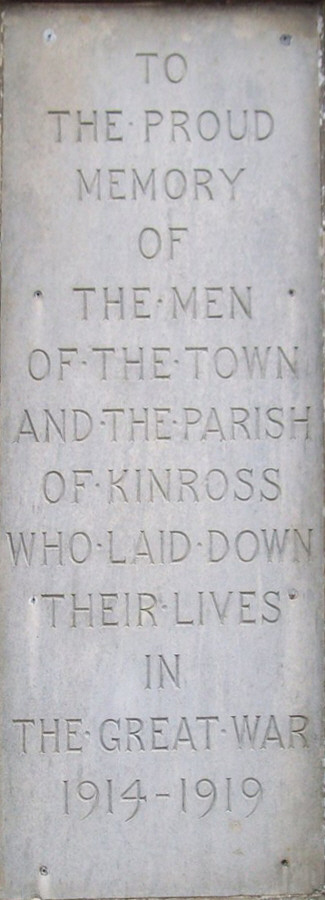 TO
THE·PROUD
MEMORY
OF
THE·MEN
OF·THE·TOWN
AND·THE·PARISH
OF·KINROSS
WHO·LAID·DOWN
THEIR·LIVES
IN
THE·GREAT·WAR
1914-1919